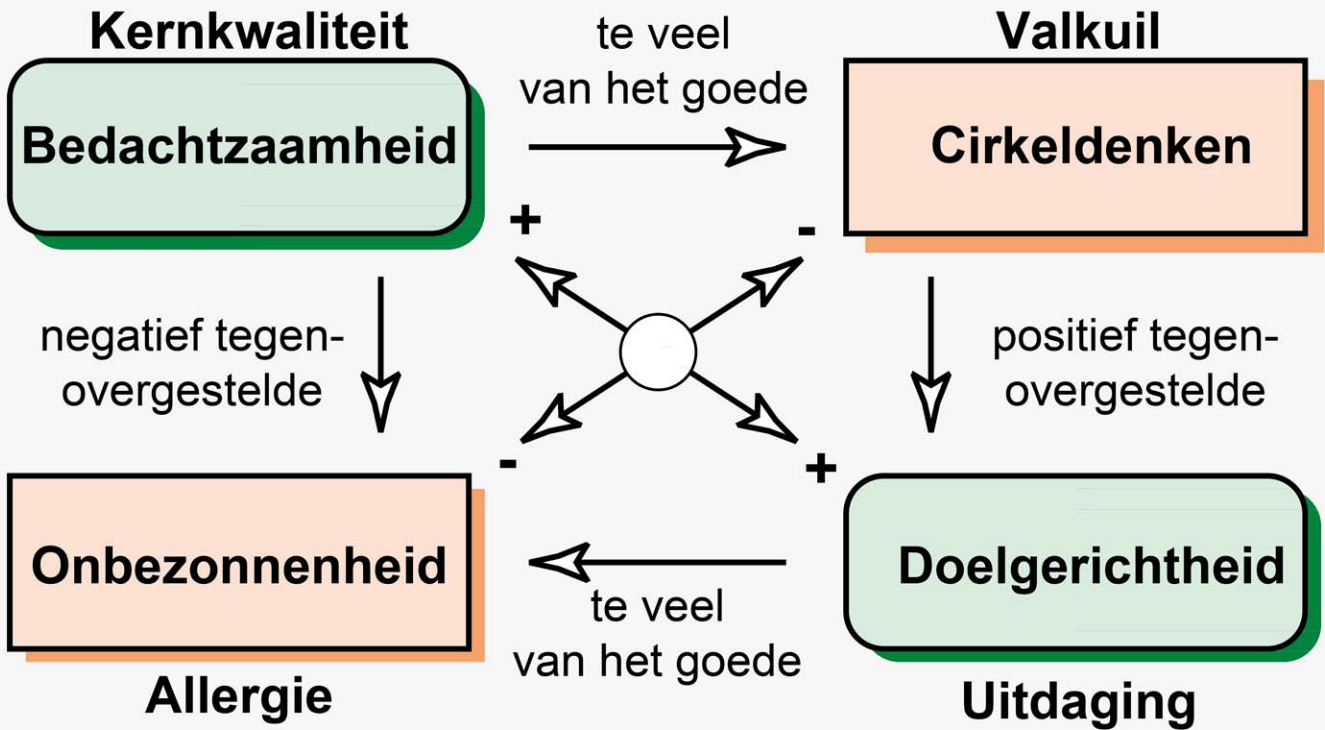 Kernkwaliteit
te veel
van het goede
Valkuil
Bedachtzaamheid
Cirkeldenken
+
-
negatief tegen-
overgestelde
positief tegen-
overgestelde
-
+
Onbezonnenheid
Doelgerichtheid
te veel
van het goede
Allergie
Uitdaging